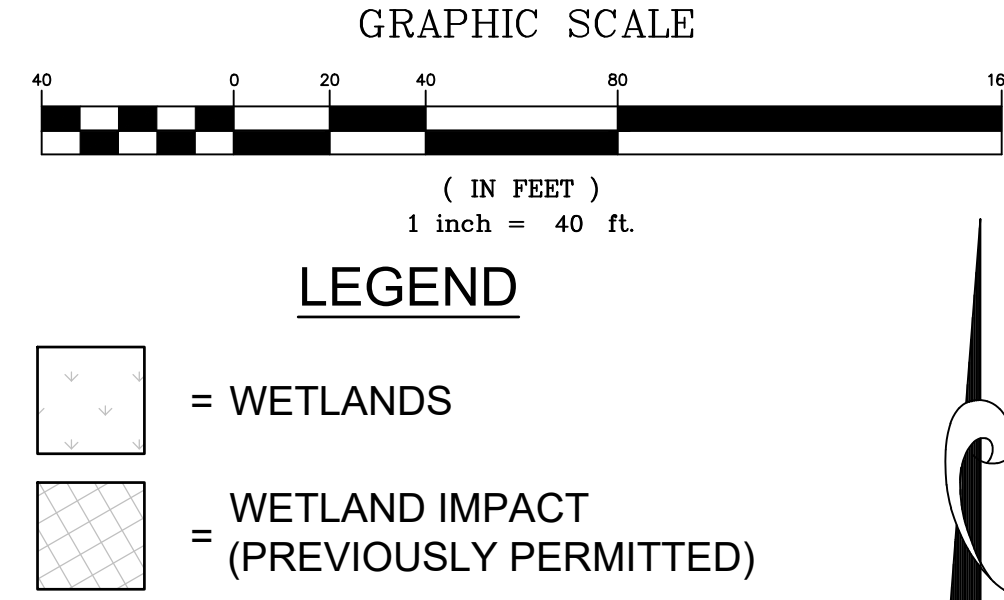 GRAPHIC SCALE
40 0 20 40 80 16
( IN FEET )
1 inch = 40 ft.
LEGEND
= WETLANDS
= WETLAND IMPACT
(PREVIOUSLY PERMITTED)